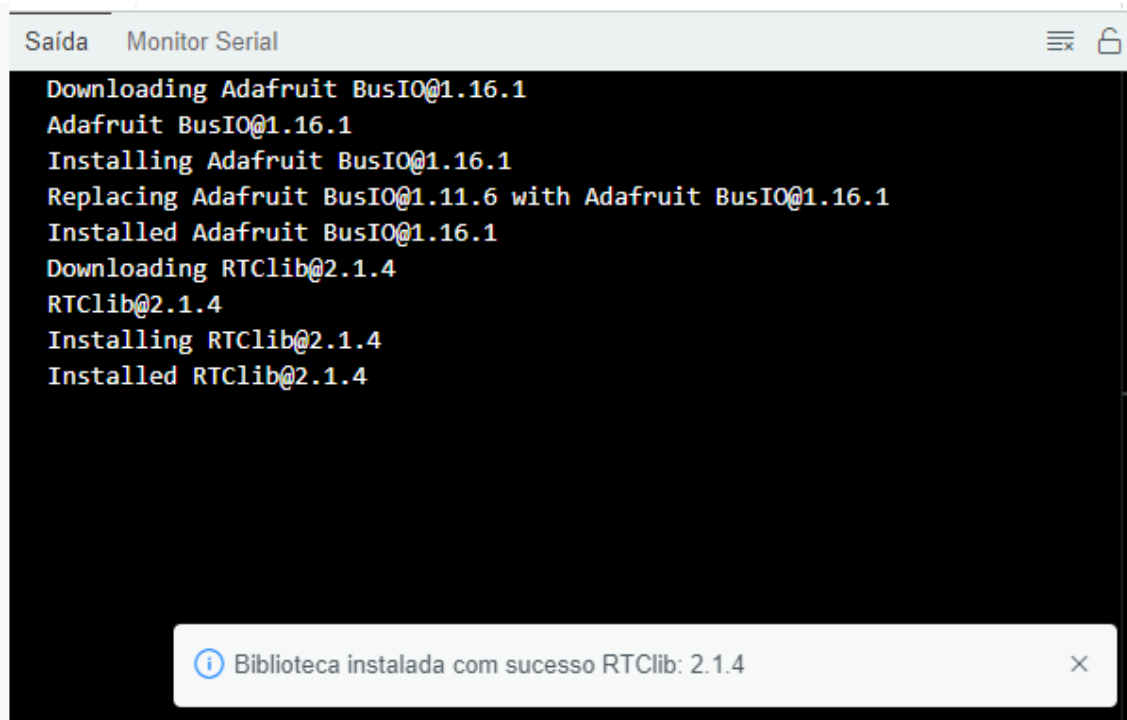 Saída Monitor Serial
Downloading Adafruit BusIO@1.16.1
Adafruit BusIO@1.16.1
Installing Adafruit BusIO@1.16.1
Replacing Adafruit BusIO@1.11.6 with Adafruit BusIO@1.16.1
Installed Adafruit BusIO@1.16.1
Downloading RTClib@2.1.4
RTClib@2.1.4
Installing RTClib@2.1.4
Installed RTClib@2.1.4
Biblioteca instalada com sucesso RTClib: 2.1.4